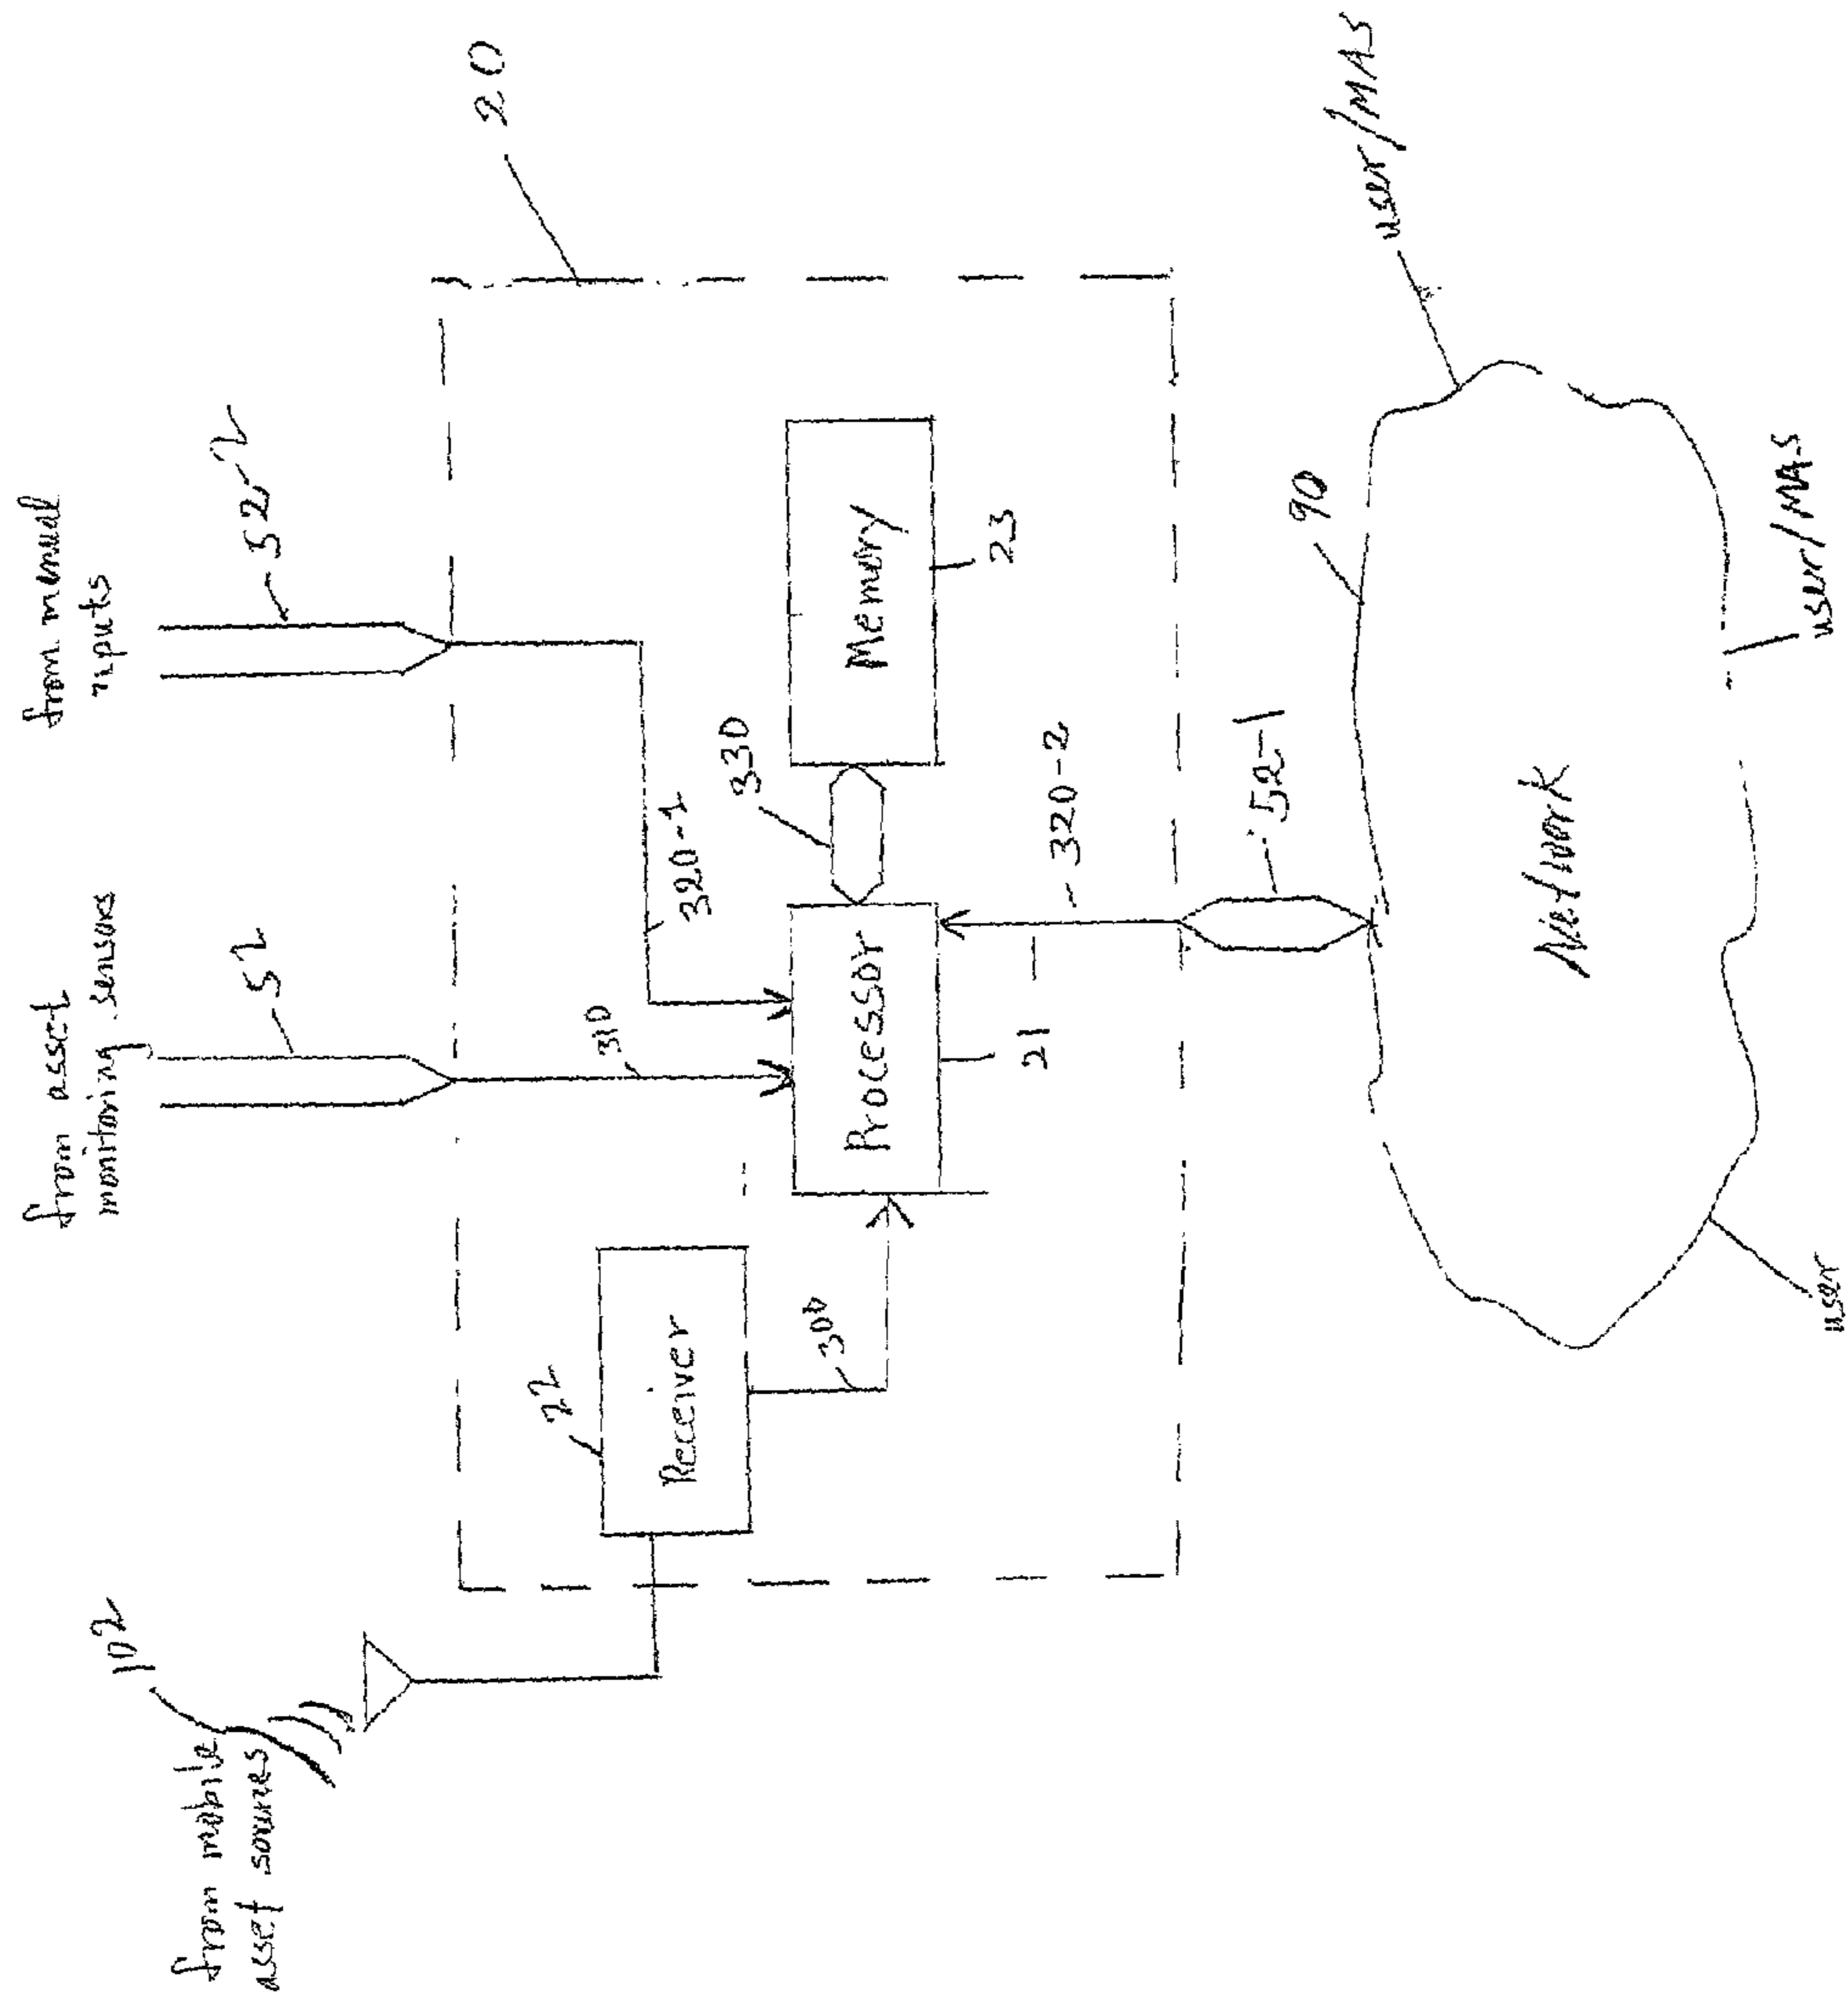 from mobile
asset sources
102
from asset
monitoring sensors
52
from manual
inputs
52-2
20
22
Receiver
300
310
320-1
Processor
21
330
Memory
23
320-2
52-1
90
Network
user/MAS
user/MAS
user